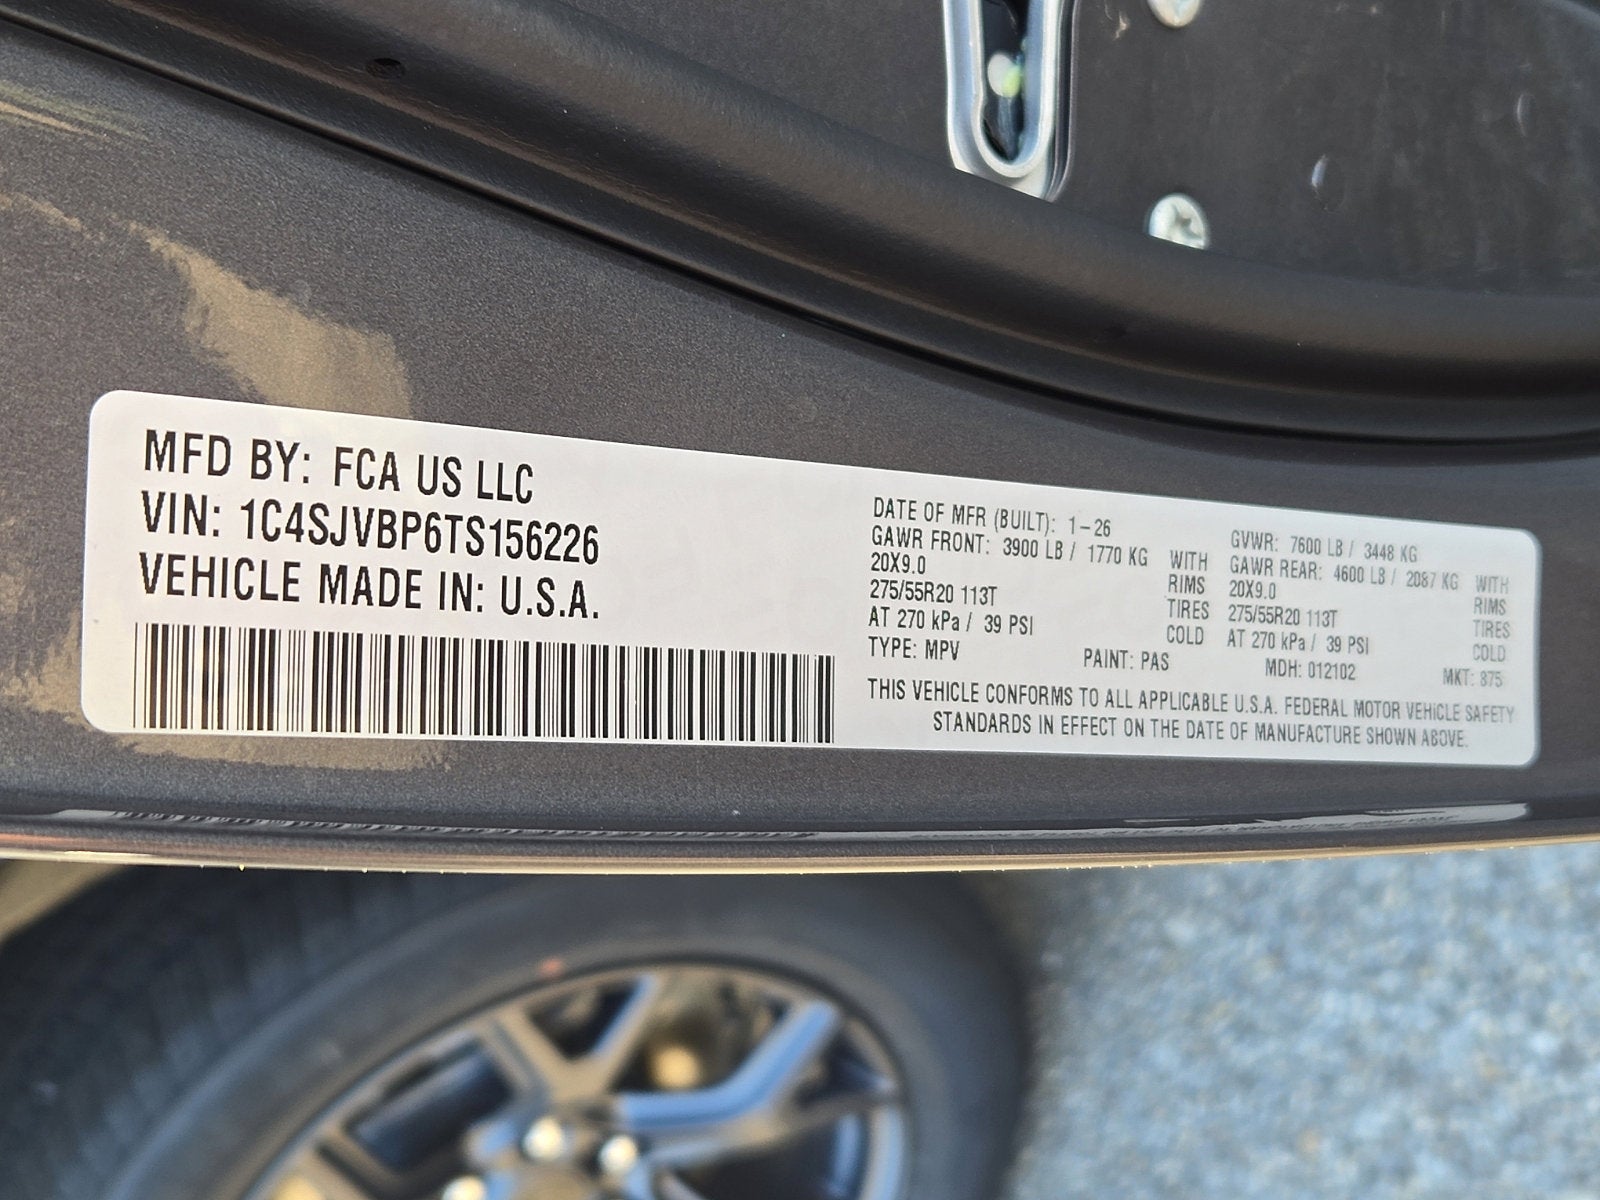 MFD BY: FCA US LLC
VIN: 1C4SJVBP6TS156226
VEHICLE MADE IN: U.S.A.
DATE OF MFR (BUILT): 1-26 GVWR: 7600 LB / 3448 KG
GAWR FRONT: 3900 LB / 1770 KG WITH GAWR REAR: 4600 LB / 2087 KG WITH
20X9.0 RIMS 20X9.0 RIMS
275/55R20 113T TIRES 275/55R20 113T TIRES
AT 270 kPa / 39 PSI COLD AT 270 kPa / 39 PSI COLD
TYPE: MPV PAINT: PAS MDH: 012102 MKT: 875
THIS VEHICLE CONFORMS TO ALL APPLICABLE U.S.A. FEDERAL MOTOR VEHICLE SAFETY
STANDARDS IN EFFECT ON THE DATE OF MANUFACTURE SHOWN ABOVE.